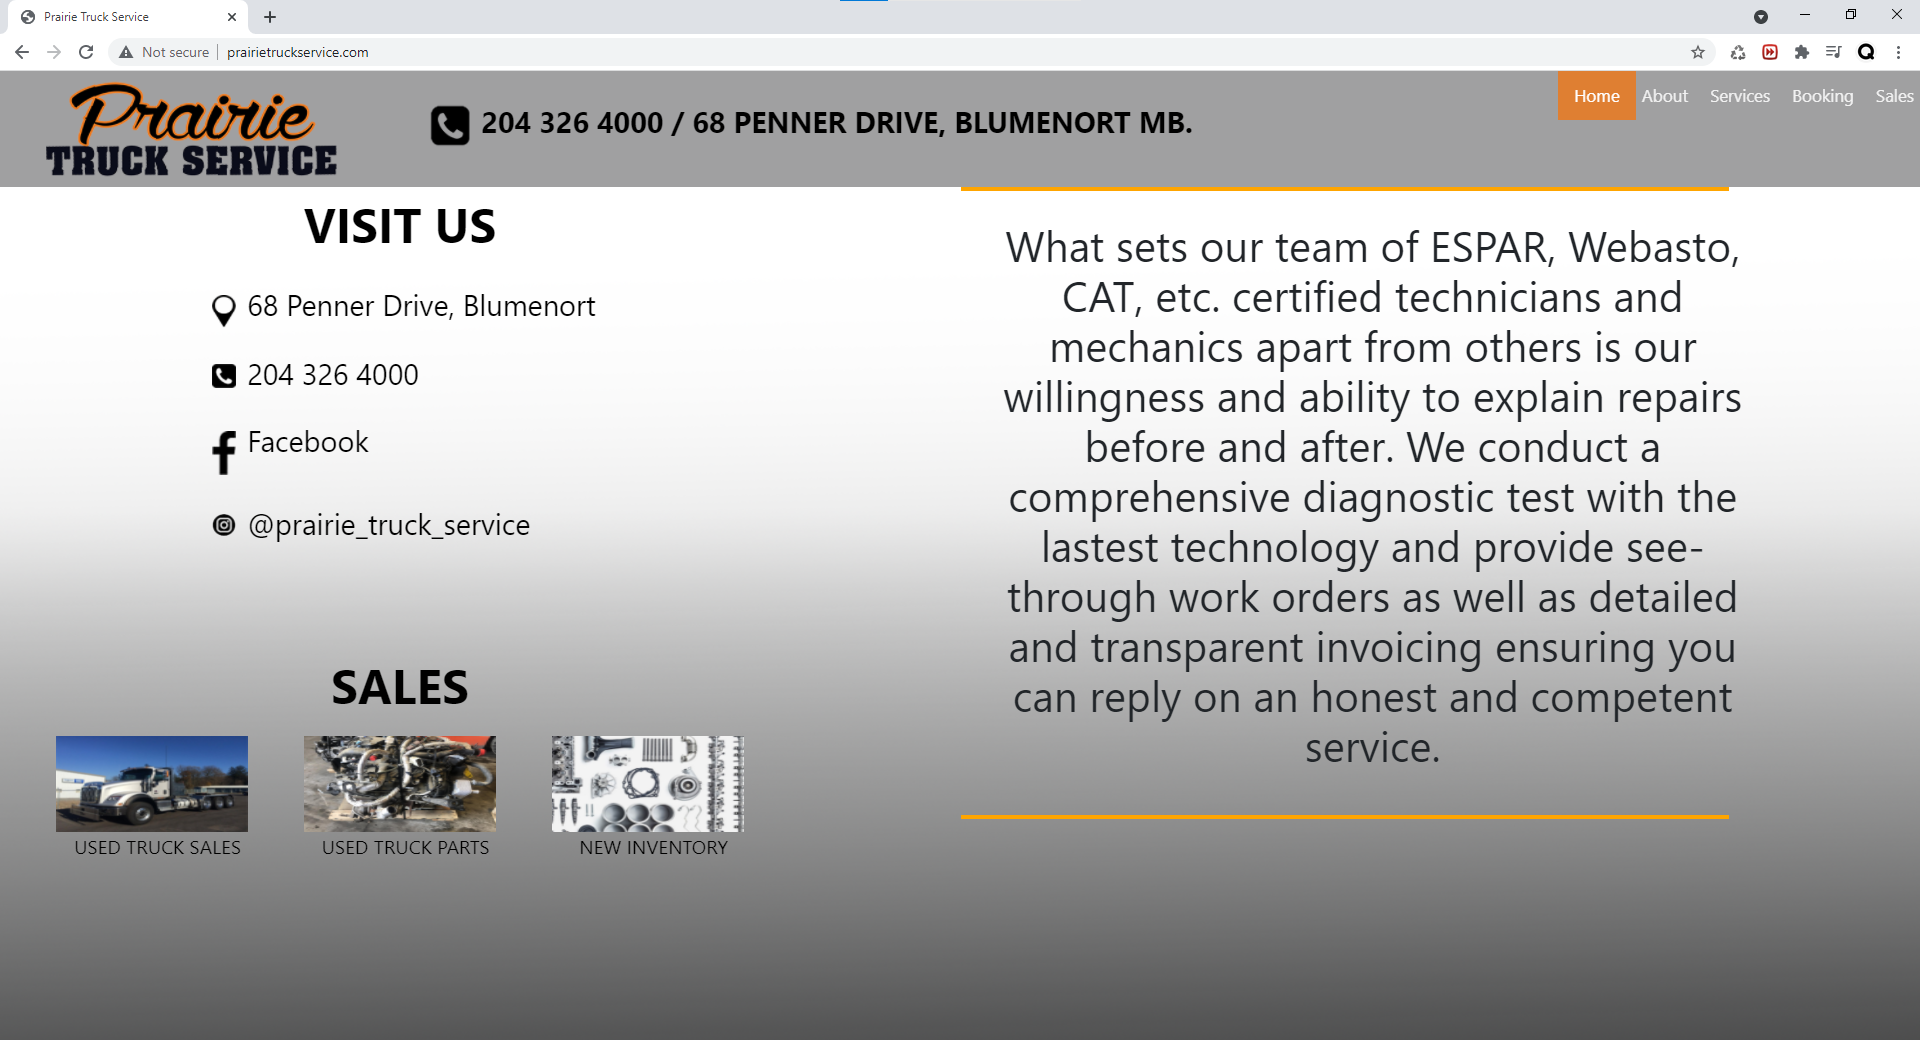 Prairie Truck Service
Not secure
prairietruckservice.com
Prairie
TRUCK SERVICE
204 326 4000 / 68 PENNER DRIVE, BLUMENORT MB.
Home About Services Booking Sales
VISIT US
68 Penner Drive, Blumenort
204 326 4000
Facebook
@prairie_truck_service
SALES
USED TRUCK SALES
USED TRUCK PARTS
NEW INVENTORY
What sets our team of ESPAR, Webasto,
CAT, etc. certified technicians and
mechanics apart from others is our
willingness and ability to explain repairs
before and after. We conduct a
comprehensive diagnostic test with the
lastest technology and provide see-
through work orders as well as detailed
and transparent invoicing ensuring you
can reply on an honest and competent
service.